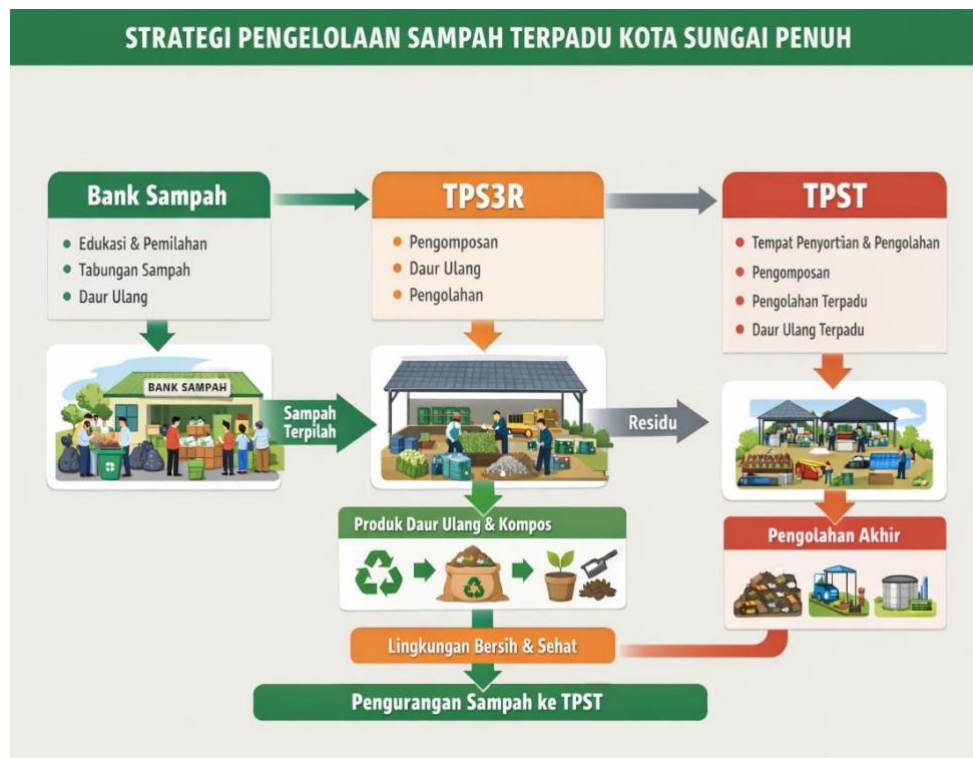 STRATEGI PENGELOLAAN SAMPAH TERPADU KOTA SUNGAI PENUH
Bank Sampah
Edukasi & Pemilahan
Tabungan Sampah
Daur Ulang
TPS3R
Pengomposan
Daur Ulang
Pengolahan
TPST
Tempat Penyortian & Pengolahan
Pengomposan
Pengolahan Terpadu
Daur Ulang Terpadu
BANK SAMPAH
Sampah
Terpilah
Residu
Produk Daur Ulang & Kompos
Pengolahan Akhir
Lingkungan Bersih & Sehat
Pengurangan Sampah ke TPST